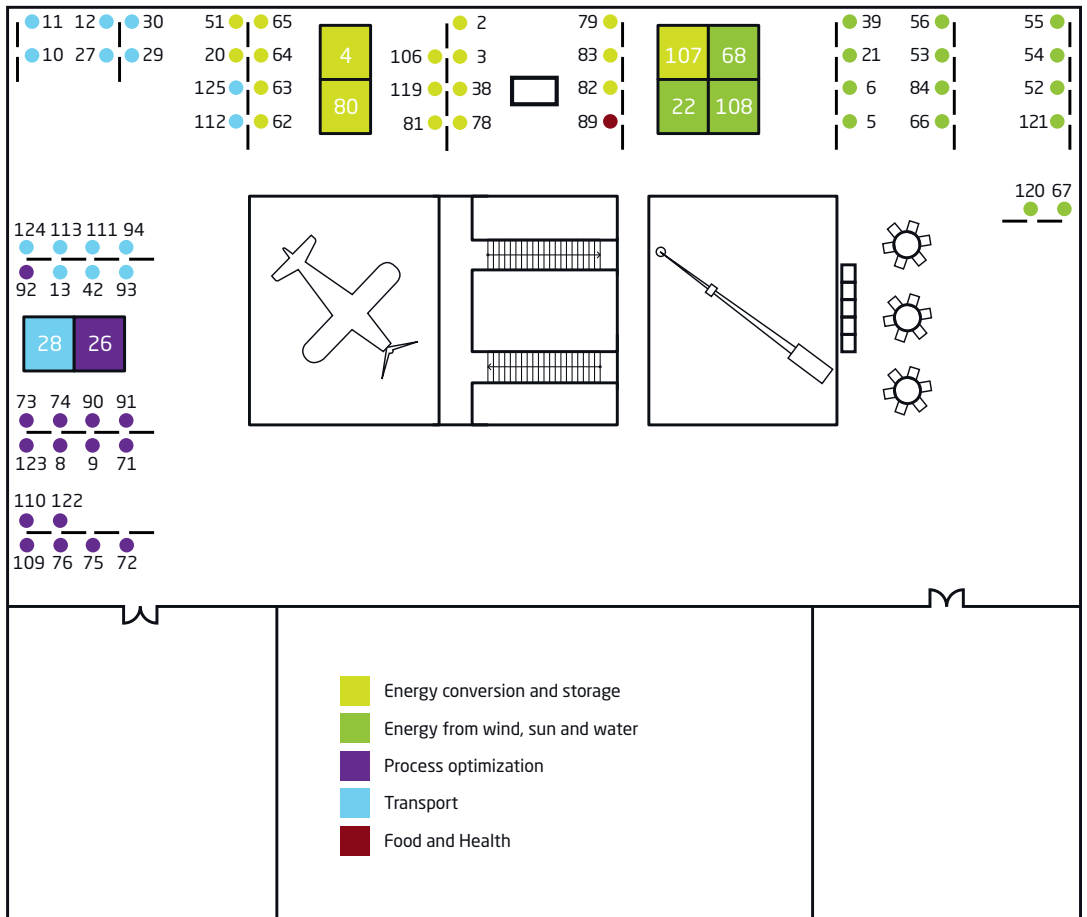 11 12 30 51 65 2 79 39 56 55
10 27 29 20 64 4 106 3 83 107 68 21 53 54
125 63 80 119 38 82 22 108 6 84 52
112 62 81 78 89 5 66 121
120 67
124 113 111 94
92 13 42 93
28 26
73 74 90 91
123 8 9 71
110 122
109 76 75 72
Energy conversion and storage
Energy from wind, sun and water
Process optimization
Transport
Food and Health